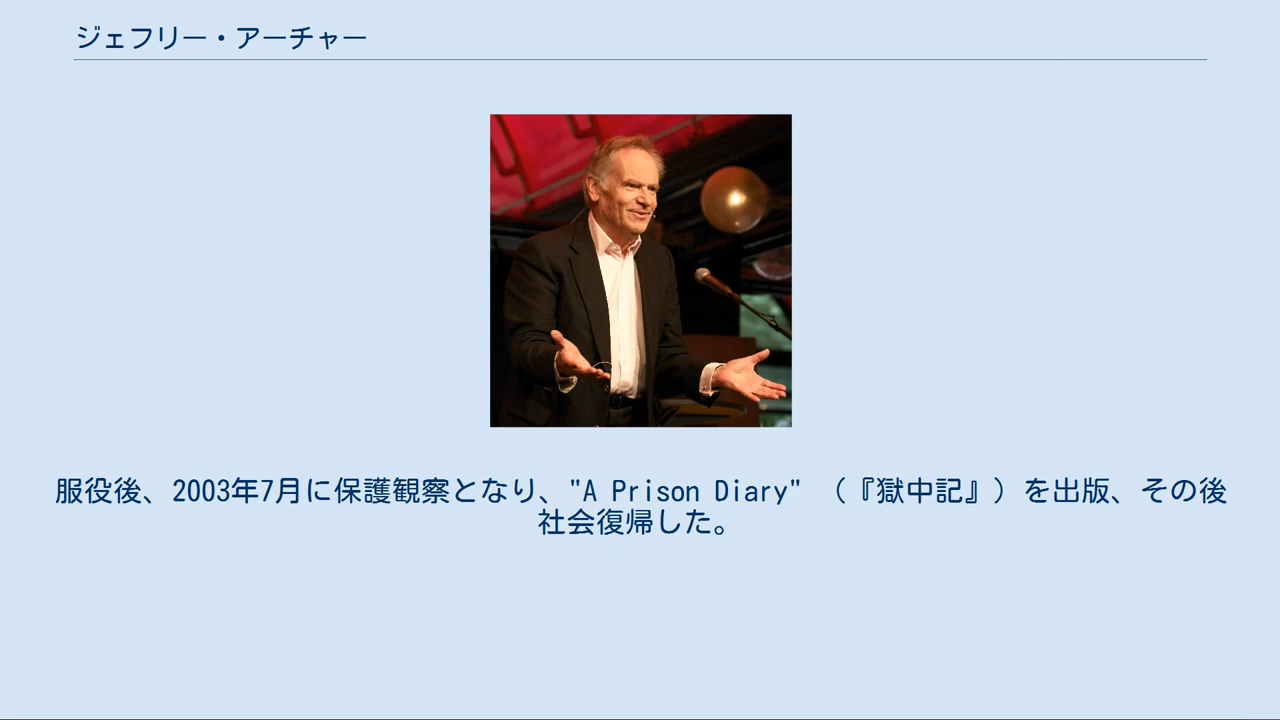 ジェフリー・アーチャー
服役後、2003年7月に保護観察となり、"A Prison Diary" （『獄中記』）を出版、その後
社会復帰した。